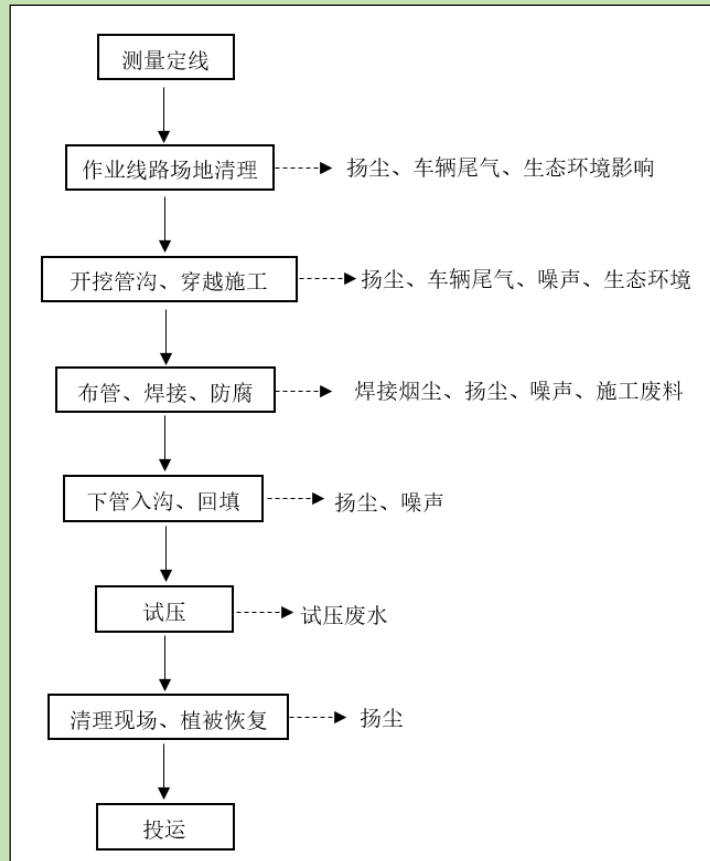 测量定线
作业线路场地清理
扬尘、车辆尾气、生态环境影响
开挖管沟、穿越施工
扬尘、车辆尾气、噪声、生态环境
布管、焊接、防腐
焊接烟尘、扬尘、噪声、施工废料
下管入沟、回填
扬尘、噪声
试压
试压废水
清理现场、植被恢复
扬尘
投运